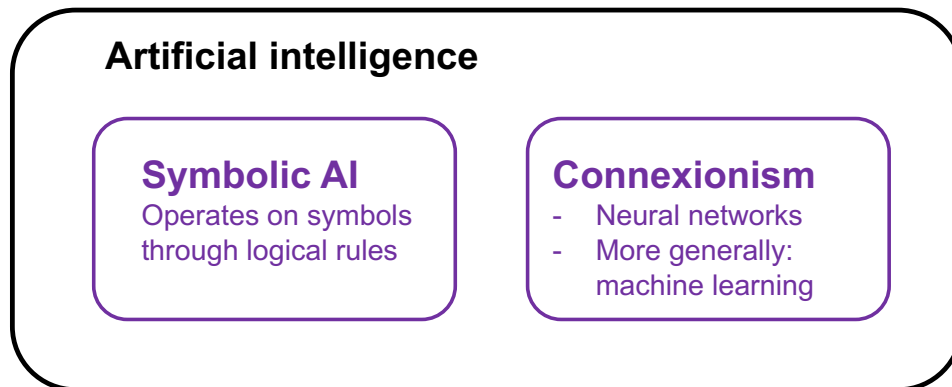 Artificial intelligence
Symbolic AI
Operates on symbols
through logical rules
Connexionism
- Neural networks
- More generally:
machine learning